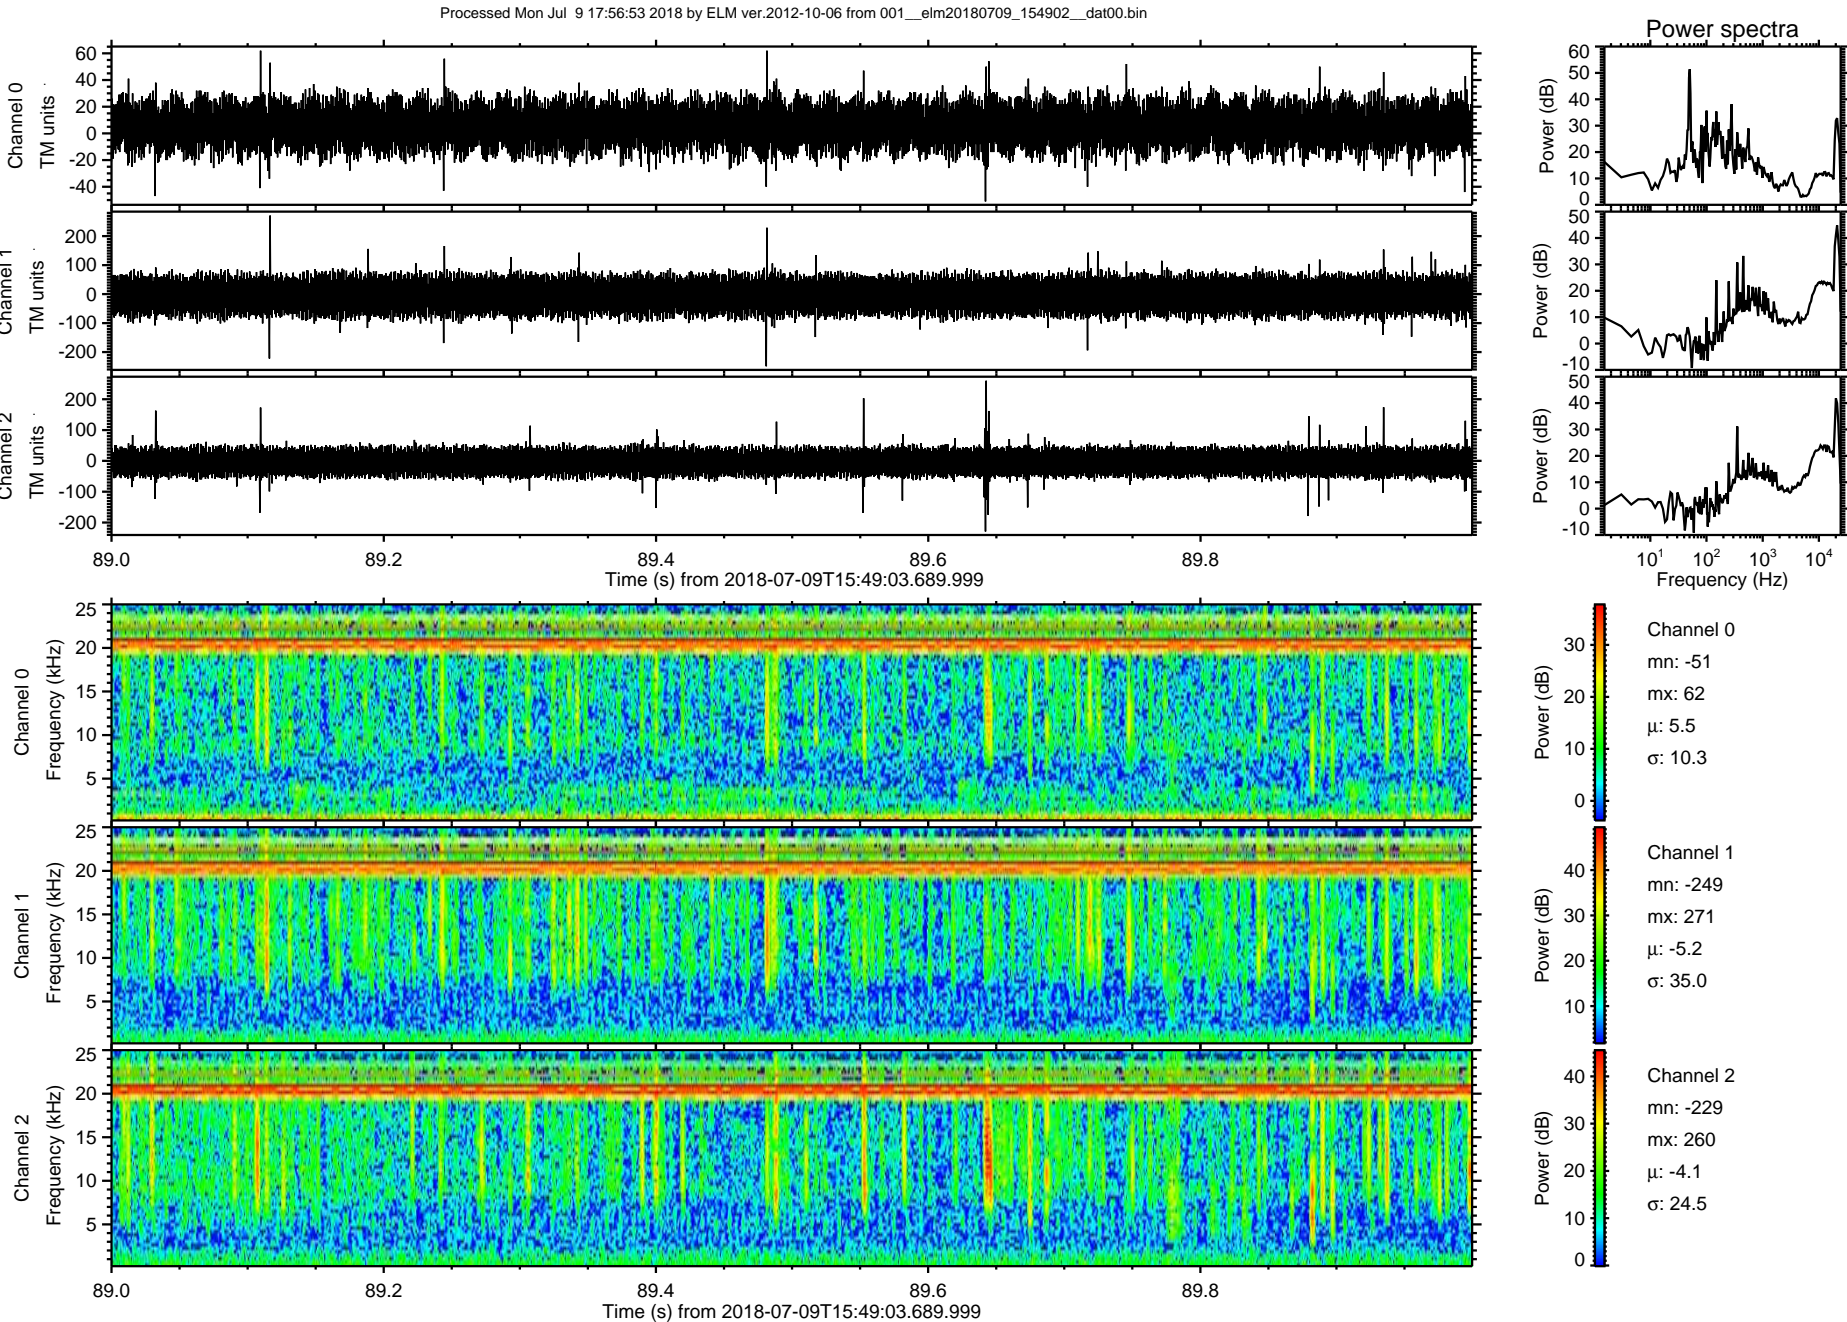 Processed Mon Jul  9 17:56:53 2018 by ELM ver.2012-10-06 from 001__elm20180709_154902__dat00.bin
Power spectra
Channel 0
TM units
60
40
20
0
-20
-40
Power (dB)
60
50
40
30
20
10
0
Channel 1
TM units
200
100
0
-100
-200
Power (dB)
50
40
30
20
10
0
-10
Channel 2
TM units
200
100
0
-100
-200
Power (dB)
50
40
30
20
10
0
-10
89.0 89.2 89.4 89.6 89.8
Time (s) from 2018-07-09T15:49:03.689.999
10¹ 10² 10³ 10⁴
Frequency (Hz)
Channel 0
Frequency (kHz)
25
20
15
10
5
Power (dB)
30
20
10
0
Channel 0
mn: -51
mx: 62
μ: 5.5
σ: 10.3
Channel 1
Frequency (kHz)
25
20
15
10
5
Power (dB)
40
30
20
10
Channel 1
mn: -249
mx: 271
μ: -5.2
σ: 35.0
Channel 2
Frequency (kHz)
25
20
15
10
5
Power (dB)
40
30
20
10
0
Channel 2
mn: -229
mx: 260
μ: -4.1
σ: 24.5
89.0 89.2 89.4 89.6 89.8
Time (s) from 2018-07-09T15:49:03.689.999